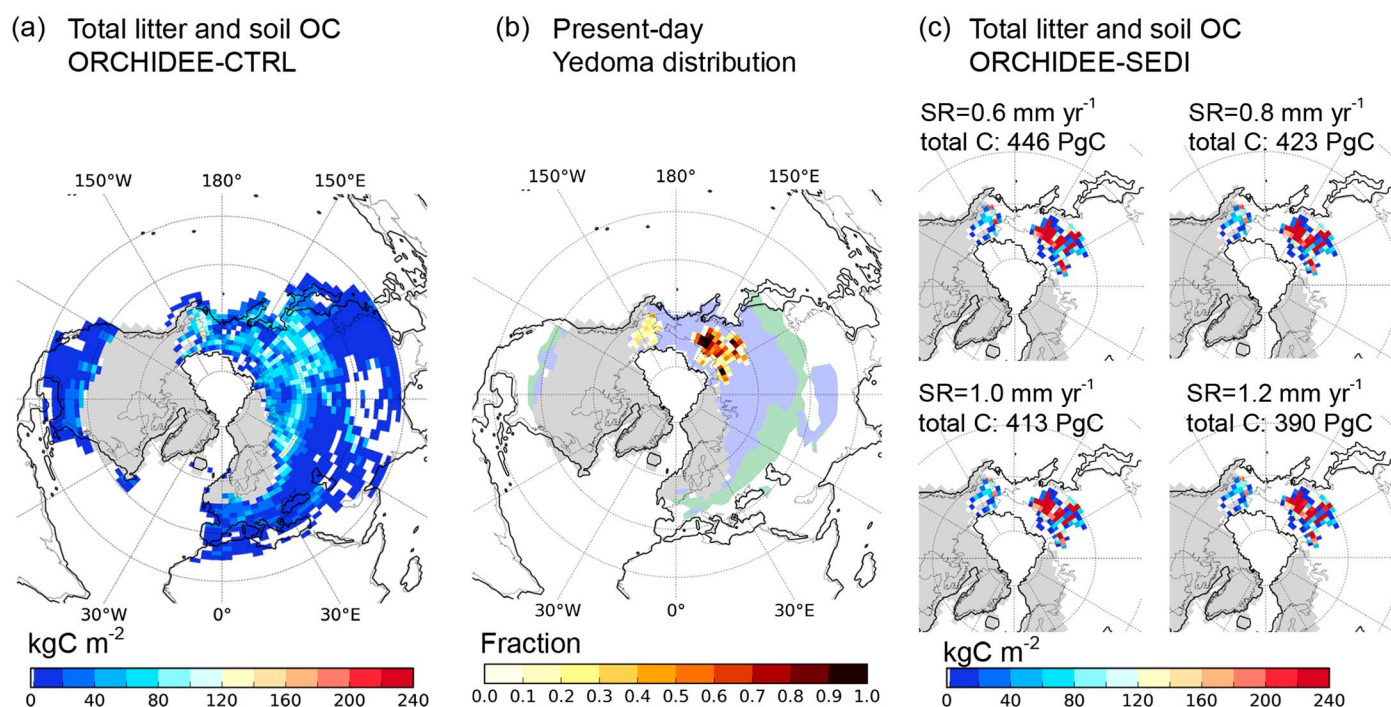 (a) Total litter and soil OC
ORCHIDEE-CTRL
(b) Present-day
Yedoma distribution
(c) Total litter and soil OC
ORCHIDEE-SEDI
150°W 180° 150°E
30°W 0° 30°E
kgC m⁻²
0 40 80 120 160 200 240
150°W 180° 150°E
30°W 0° 30°E
Fraction
0.0 0.1 0.2 0.3 0.4 0.5 0.6 0.7 0.8 0.9 1.0
SR=0.6 mm yr⁻¹
total C: 446 PgC
SR=0.8 mm yr⁻¹
total C: 423 PgC
SR=1.0 mm yr⁻¹
total C: 413 PgC
SR=1.2 mm yr⁻¹
total C: 390 PgC
kgC m⁻²
0 40 80 120 160 200 240